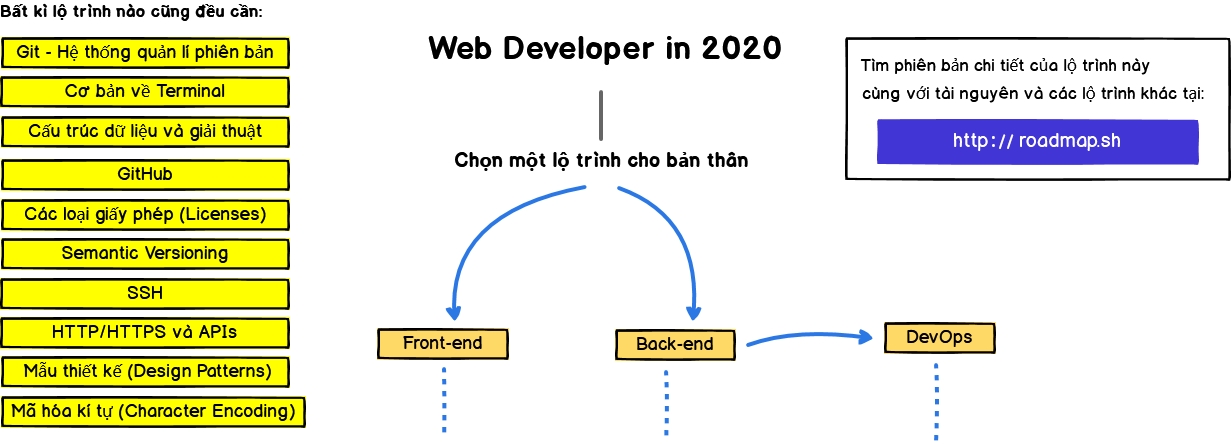 Bất kì lộ trình nào cũng đều cần:
Git - Hệ thống quản lí phiên bản
Cơ bản về Terminal
Cấu trúc dữ liệu và giải thuật
GitHub
Các loại giấy phép (Licenses)
Semantic Versioning
SSH
HTTP/HTTPS và APIs
Mẫu thiết kế (Design Patterns)
Mã hóa kí tự (Character Encoding)
Web Developer in 2020
Chọn một lộ trình cho bản thân
Front-end
Back-end
DevOps
Tìm phiên bản chi tiết của lộ trình này
cùng với tài nguyên và các lộ trình khác tại:
http://roadmap.sh